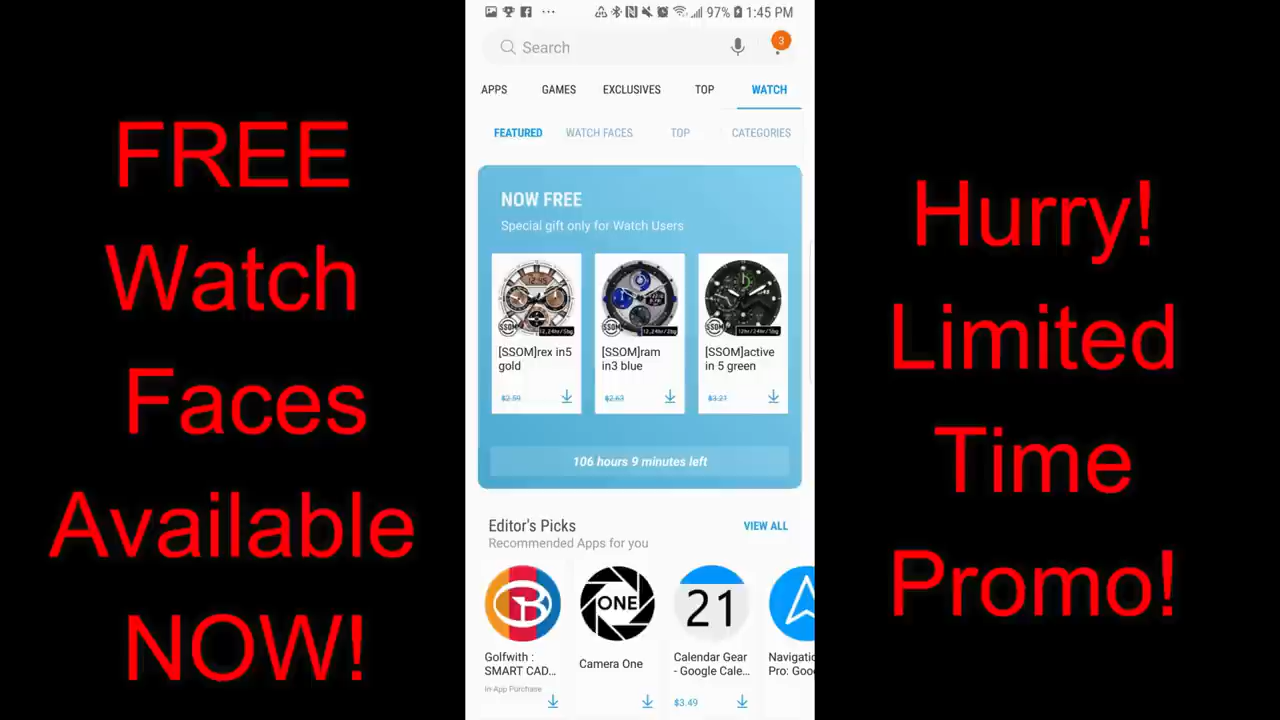 FREE
Watch
Faces
Available
NOW!
97% 1:45 PM
Search
3
APPS GAMES EXCLUSIVES TOP WATCH
FEATURED WATCH FACES TOP CATEGORIES
NOW FREE
Special gift only for Watch Users
[SSOM]rex in5
gold
$2.59
[SSOM]ram
in3 blue
$2.63
[SSOM]active
in 5 green
$3.21
106 hours 9 minutes left
Editor's Picks
VIEW ALL
Recommended Apps for you
Golfwith :
SMART CAD...
In-App Purchase
ONE
Camera One
21
Calendar Gear
- Google Cale...
$3.49
Navigatio
Pro: Goo
Hurry!
Limited
Time
Promo!